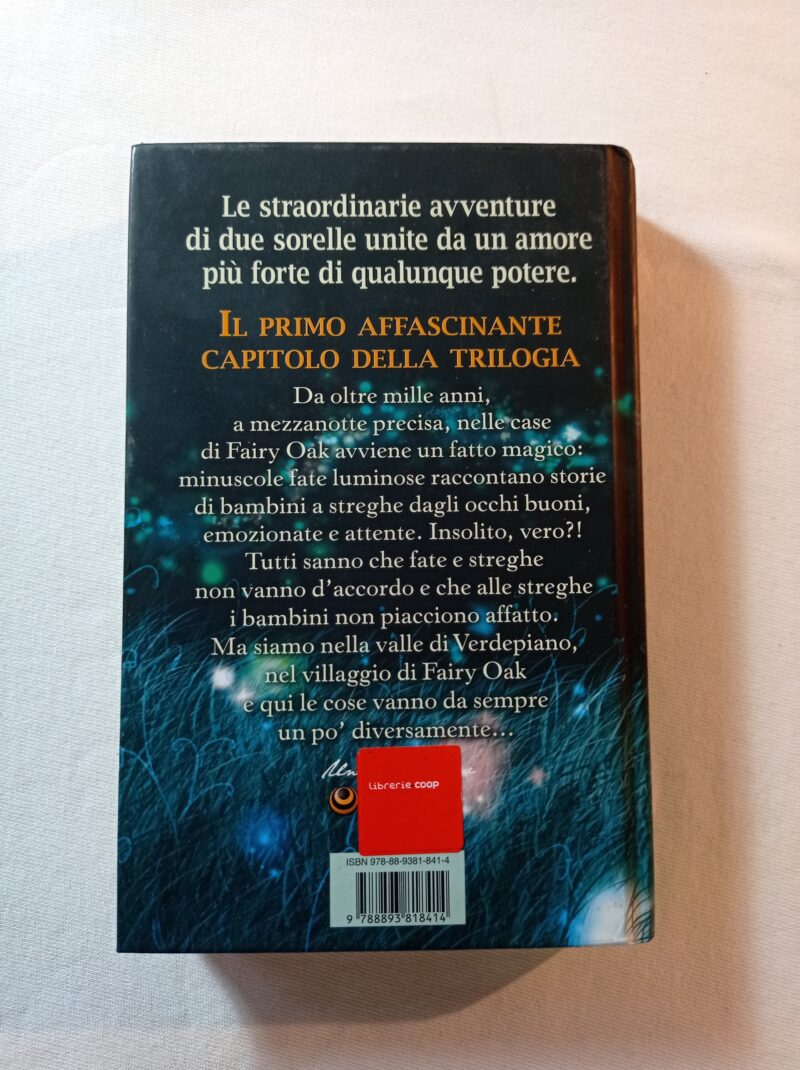 Le straordinarie avventure
di due sorelle unite da un amore
più forte di qualunque potere.
IL PRIMO AFFASCINANTE
CAPITOLO DELLA TRILOGIA
Da oltre mille anni,
a mezzanotte precisa, nelle case
di Fairy Oak avviene un fatto magico:
minuscole fate luminose raccontano storie
di bambini a streghe dagli occhi buoni,
emozionate e attente. Insolito, vero?!
Tutti sanno che fate e streghe
non vanno d'accordo e che alle streghe
i bambini non piacciono affatto.
Ma siamo nella valle di Verdepiano,
nel villaggio di Fairy Oak
e qui le cose vanno da sempre
un po' diversamente...
librerie coop
ISBN 978-88-9381-841-4
9 788893 818414